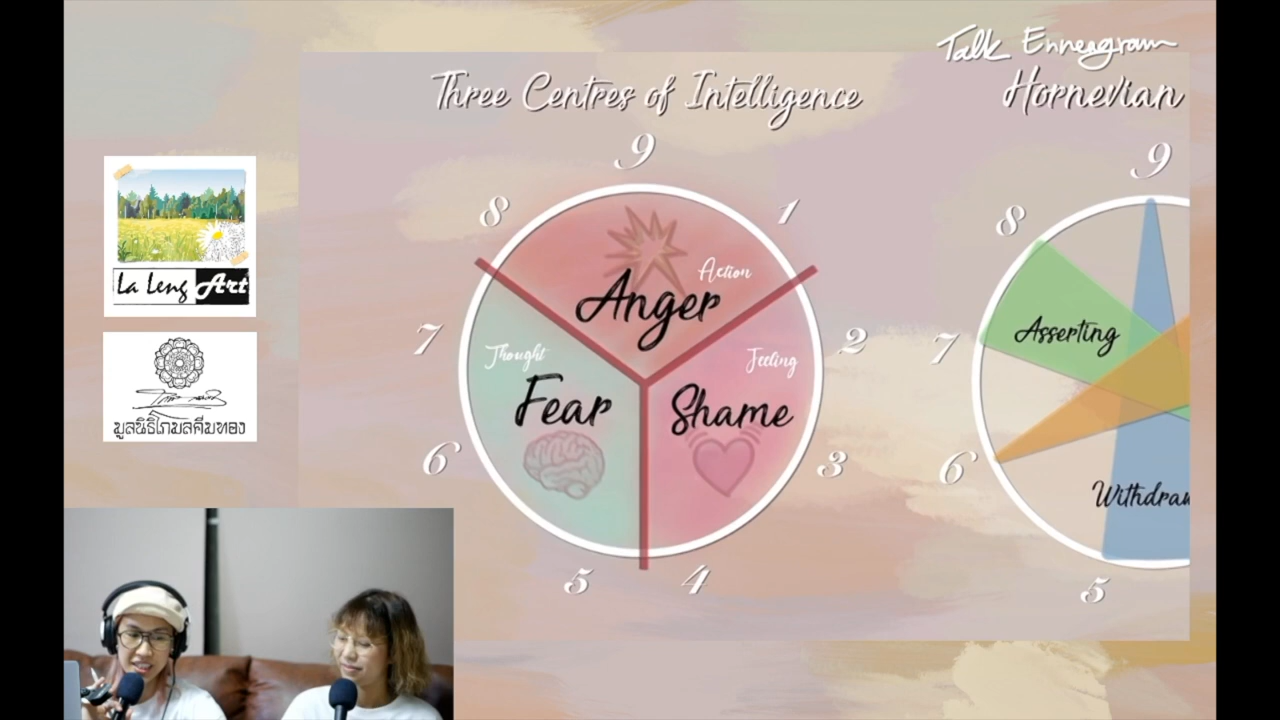 Talk Enneagram
Three Centres of Intelligence
Hornevian
9
8
1
Action
Anger
7
2
Thought
Feeling
Fear
Shame
6
3
5
4
9
8
Asserting
7
6
Withdraw
5
La Leng Art
มูลนิธิโกมลคีมทอง